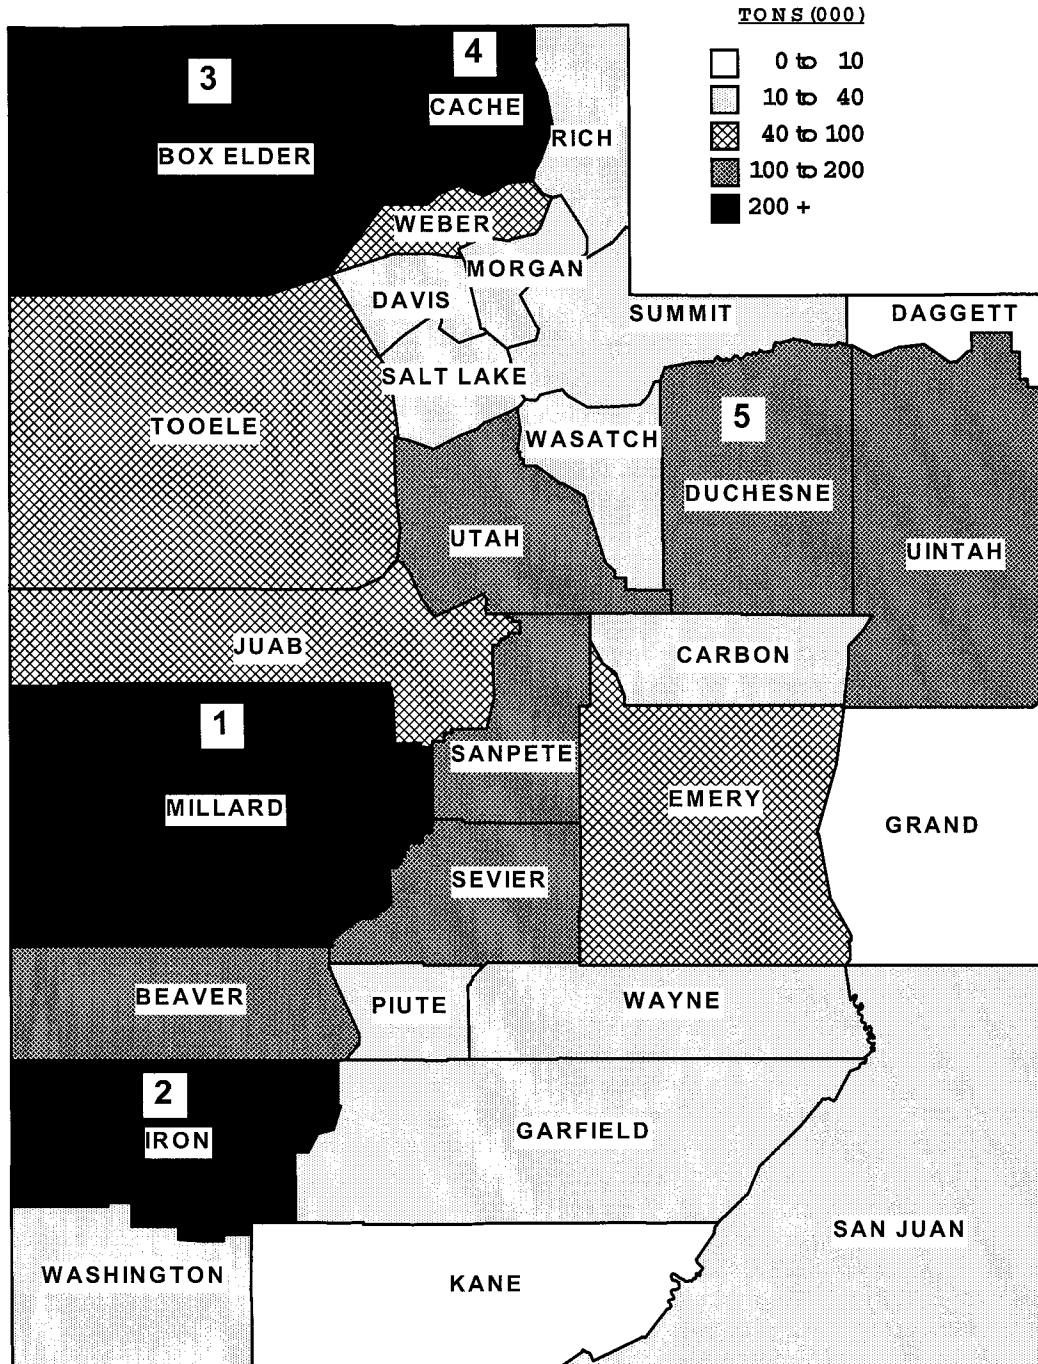 TONS (000)
0 to 10
10 to 40
40 to 100
100 to 200
200 +
3
4
CACHE
RICH
BOX ELDER
WEBER
MORGAN
DAVIS
SUMMIT
DAGGETT
SALT LAKE
TOOELE
5
WASATCH
DUCHESNE
UTAH
UINTAH
JUAB
CARBON
1
SANPETE
MILLARD
EMERY
GRAND
SEVIER
BEAVER
PIUTE
WAYNE
2
IRON
GARFIELD
SAN JUAN
WASHINGTON
KANE